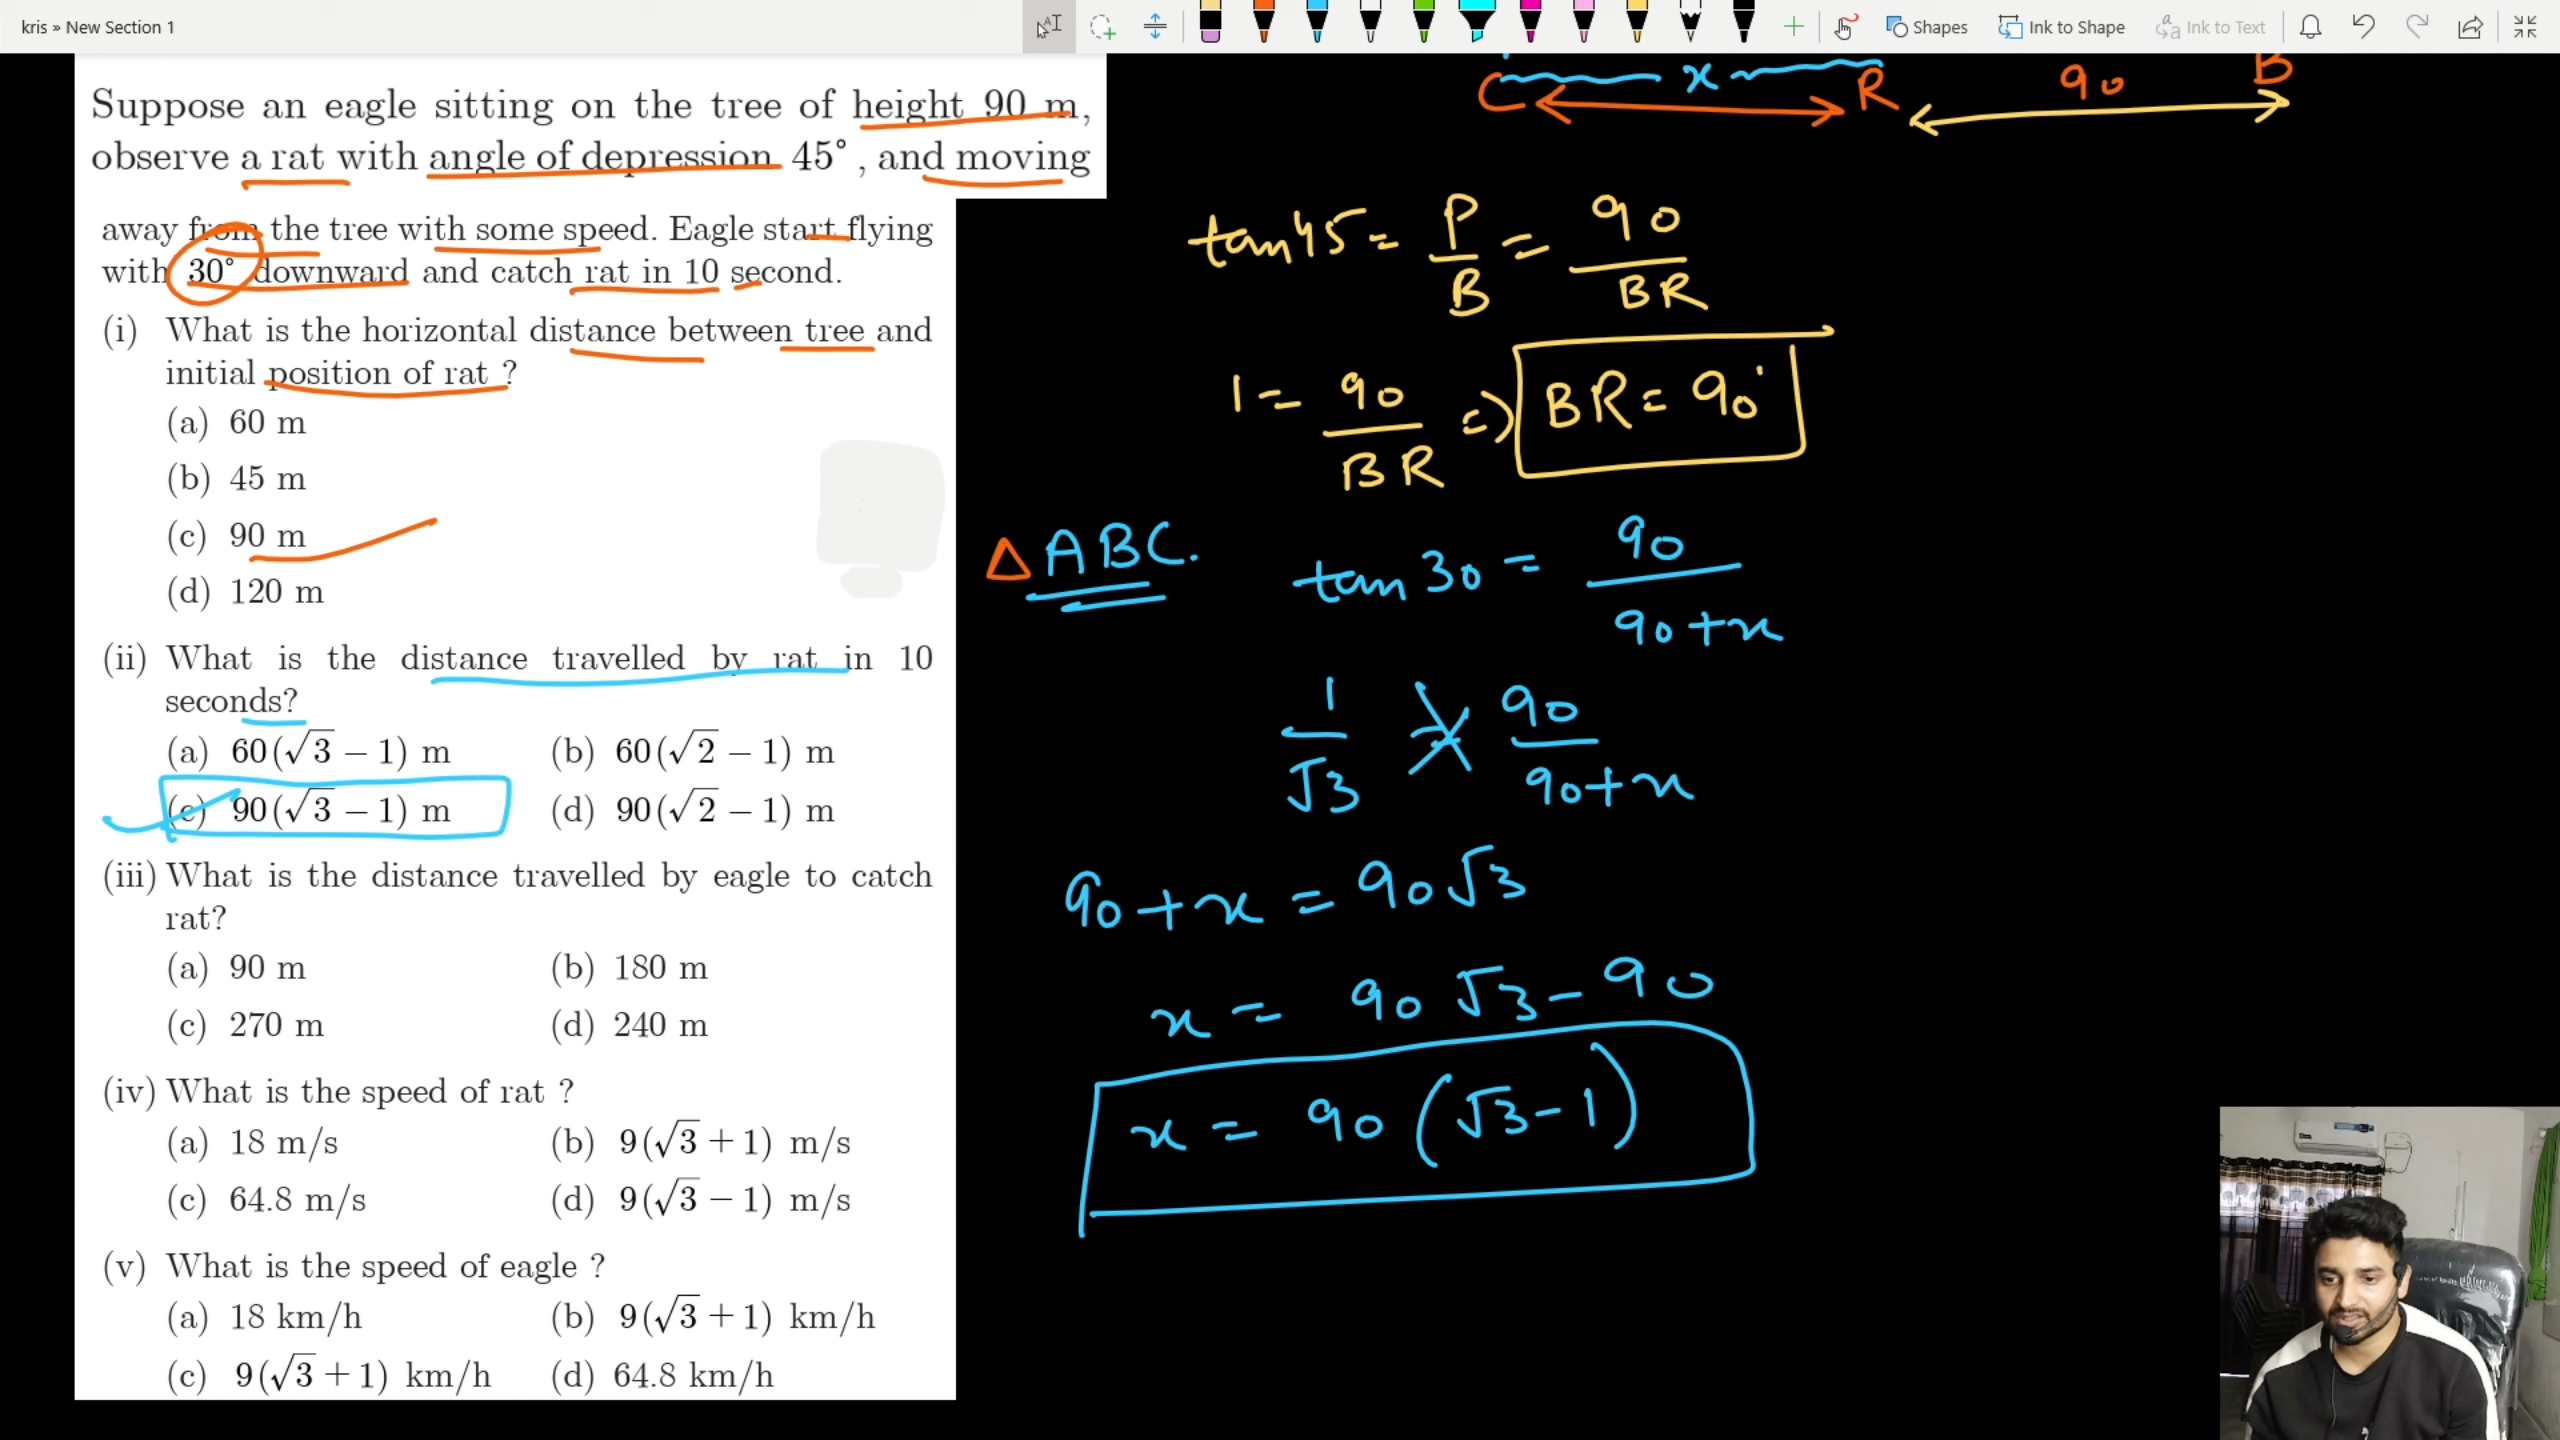 kris » New Section 1
Shapes
Ink to Shape
Ink to Text
Suppose an eagle sitting on the tree of height 90 m,
observe a rat with angle of depression 45°, and moving
away from the tree with some speed. Eagle start flying
with 30° downward and catch rat in 10 second.
(i) What is the horizontal distance between tree and
initial position of rat ?
(a) 60 m
(b) 45 m
(c) 90 m
(d) 120 m
(ii) What is the distance travelled by rat in 10
seconds?
(a) 60(√3 − 1) m (b) 60(√2 − 1) m
(c) 90(√3 − 1) m (d) 90(√2 − 1) m
(iii) What is the distance travelled by eagle to catch
rat?
(a) 90 m (b) 180 m
(c) 270 m (d) 240 m
(iv) What is the speed of rat ?
(a) 18 m/s (b) 9(√3 + 1) m/s
(c) 64.8 m/s (d) 9(√3 − 1) m/s
(v) What is the speed of eagle ?
(a) 18 km/h (b) 9(√3 + 1) km/h
(c) 9(√3 + 1) km/h (d) 64.8 km/h
C x R 90 B
tan 45 = P/B = 90/BR
1 = 90/BR ⇒ BR = 90
△ABC. tan 30 = 90/90+x
1/√3 = 90/90+x
90 + x = 90√3
x = 90√3 − 90
x = 90(√3 − 1)